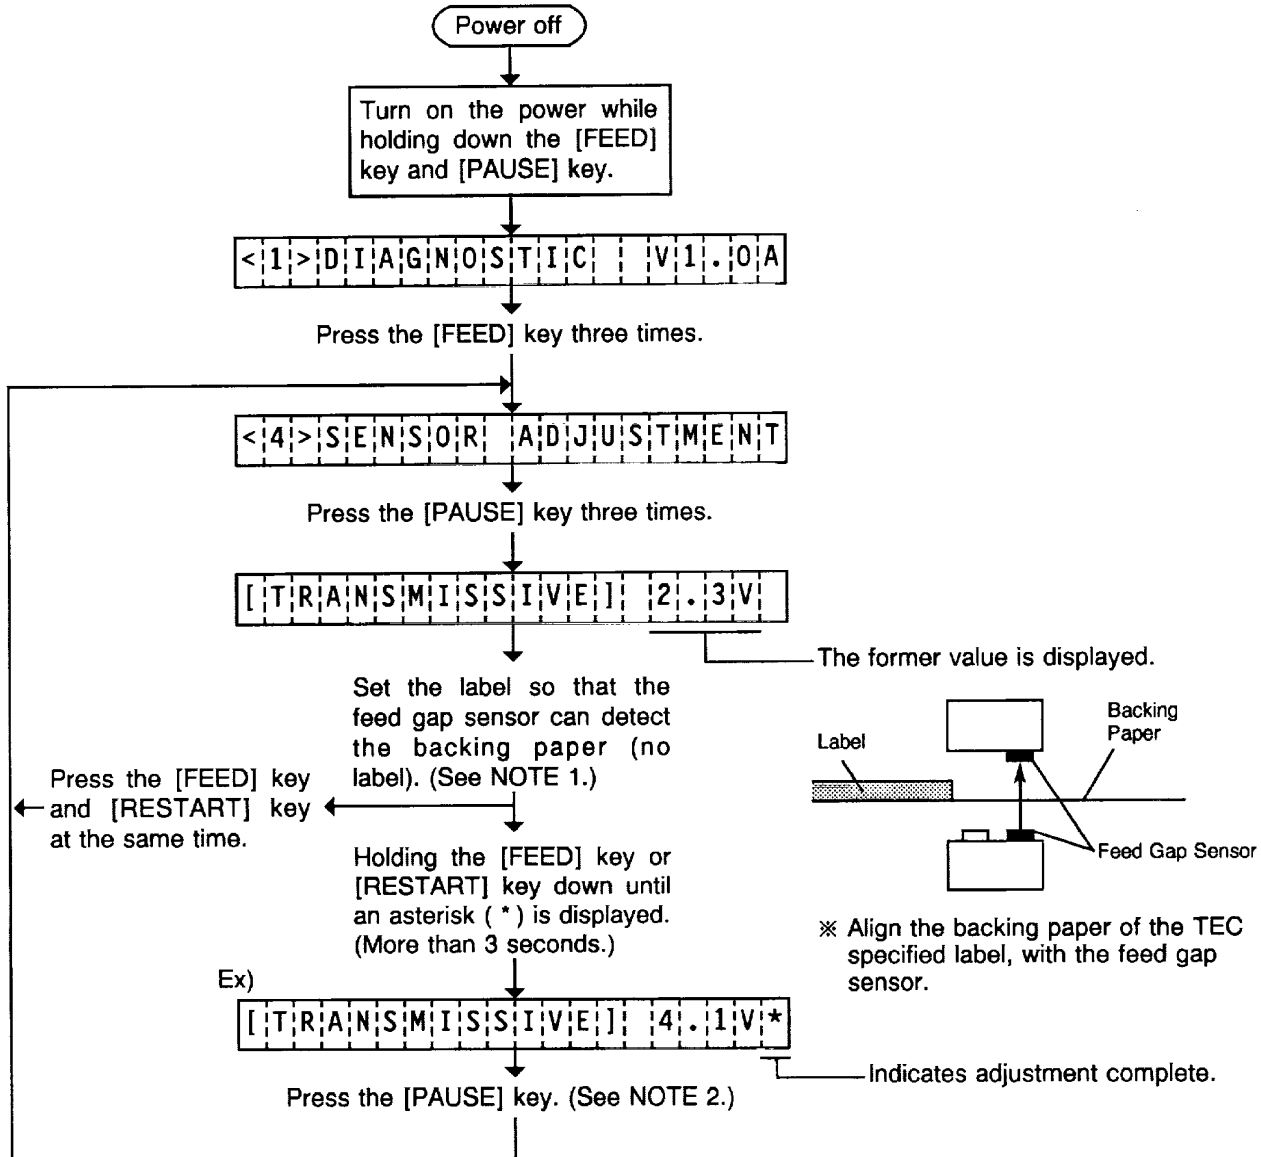 Power off
Turn on the power while
holding down the [FEED]
key and [PAUSE] key.
<1>DIAGNOSTIC  V1.0A
Press the [FEED] key three times.
<4>SENSOR ADJUSTMENT
Press the [PAUSE] key three times.
[TRANSMISSIVE] 2.3V
The former value is displayed.
Set the label so that the
feed gap sensor can detect
the backing paper (no
label). (See NOTE 1.)
Press the [FEED] key
and [RESTART] key
at the same time.
Label
Backing
Paper
Feed Gap Sensor
Holding the [FEED] key or
[RESTART] key down until
an asterisk ( * ) is displayed.
(More than 3 seconds.)
※ Align the backing paper of the TEC
specified label, with the feed gap
sensor.
Ex)
[TRANSMISSIVE] 4.1V*
Indicates adjustment complete.
Press the [PAUSE] key. (See NOTE 2.)